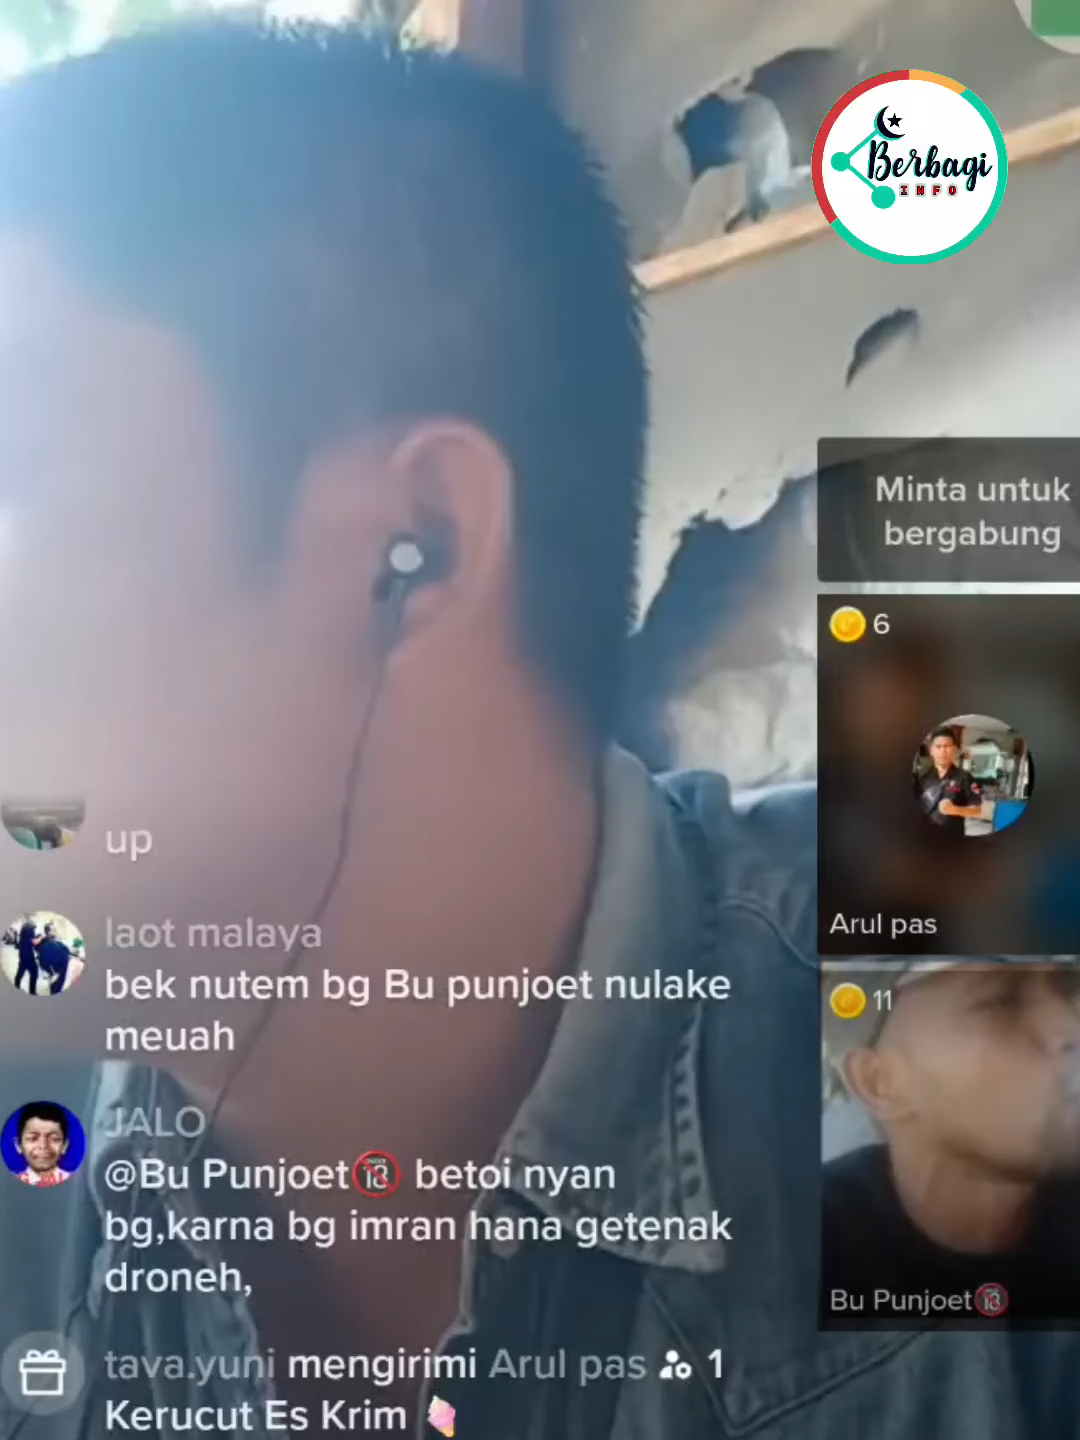 Berbagi
INFO
Minta untuk
bergabung
6
Arul pas
11
Bu Punjoet🔞
up
laot malaya
bek nutem bg Bu punjoet nulake
meuah
JALO
@Bu Punjoet🔞 betoi nyan
bg,karna bg imran hana getenak
droneh,
tava.yuni mengirimi Arul pas 1
Kerucut Es Krim 🍦